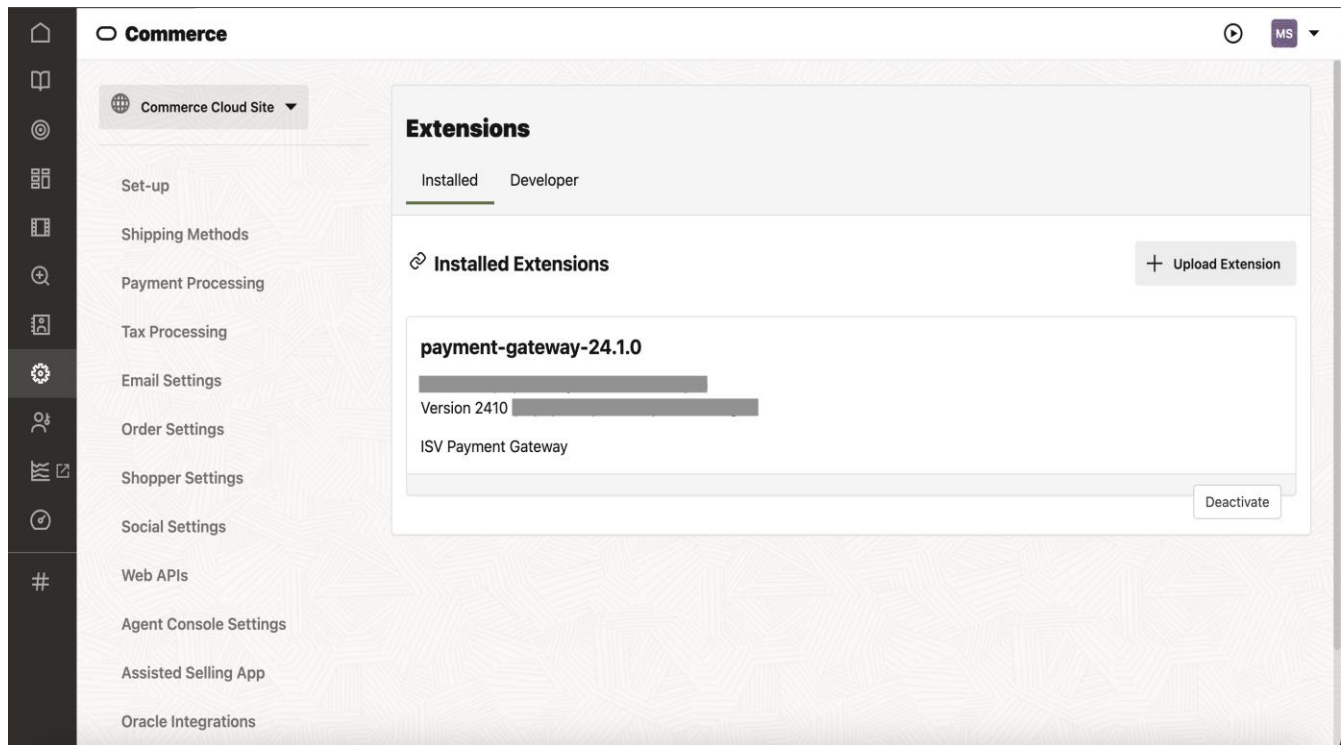 Commerce
MS
Commerce Cloud Site
Set-up
Shipping Methods
Payment Processing
Tax Processing
Email Settings
Order Settings
Shopper Settings
Social Settings
Web APIs
Agent Console Settings
Assisted Selling App
Oracle Integrations
Extensions
Installed Developer
Installed Extensions
+ Upload Extension
payment-gateway-24.1.0
Version 2410
ISV Payment Gateway
Deactivate